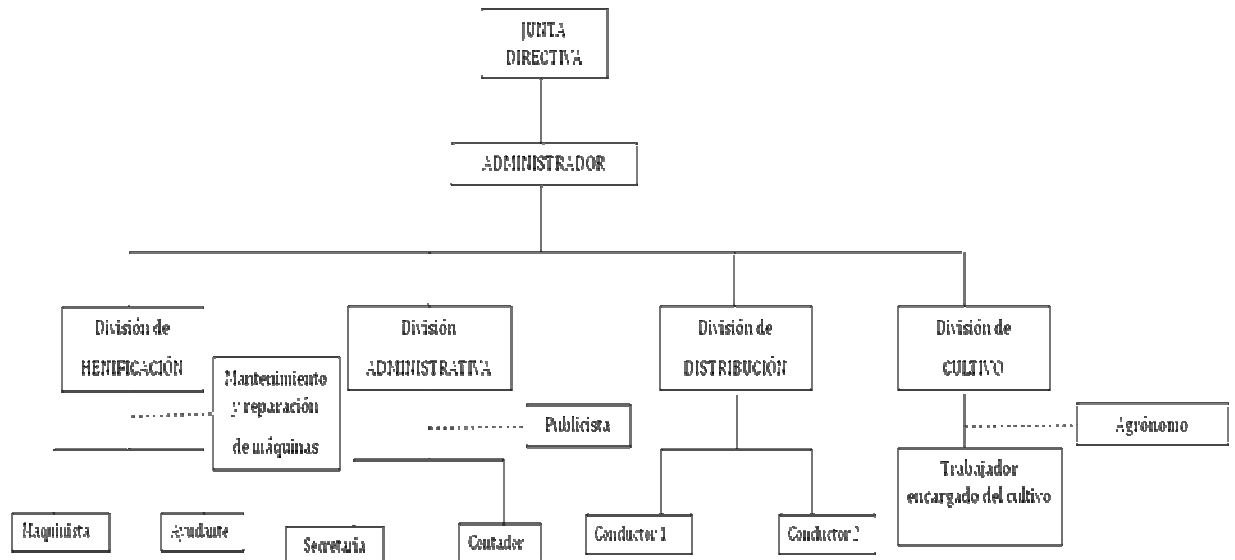 JUNTA
DIRECTIVA
ADMINISTRADOR
División de
HENIFICACIÓN
División
ADMINISTRATIVA
División de
DISTRIBUCIÓN
División de
CULTIVO
Mantenimiento
y reparación
de máquinas
Publicista
Agrónomo
Trabajador
encargado del cultivo
Maquinista
Ayudante
Secretaria
Contador
Conductor 1
Conductor 2